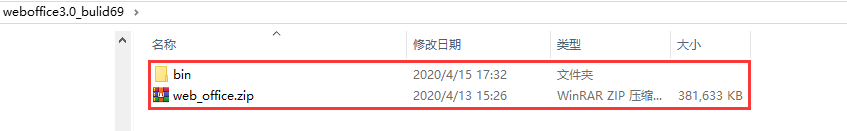 weboffice3.0_bulid69
名称 修改日期 类型 大小
bin 2020/4/15 17:32 文件夹
web_office.zip 2020/4/13 15:26 WinRAR ZIP 压缩... 381,633 KB